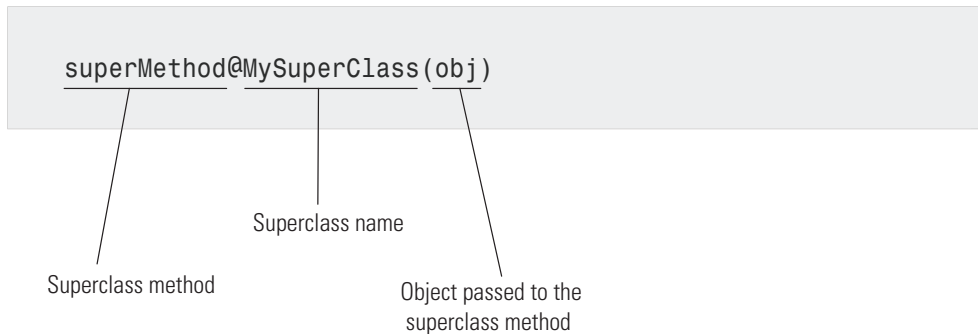 superMethod@MySuperClass(obj)
Superclass name
Superclass method
Object passed to the
superclass method